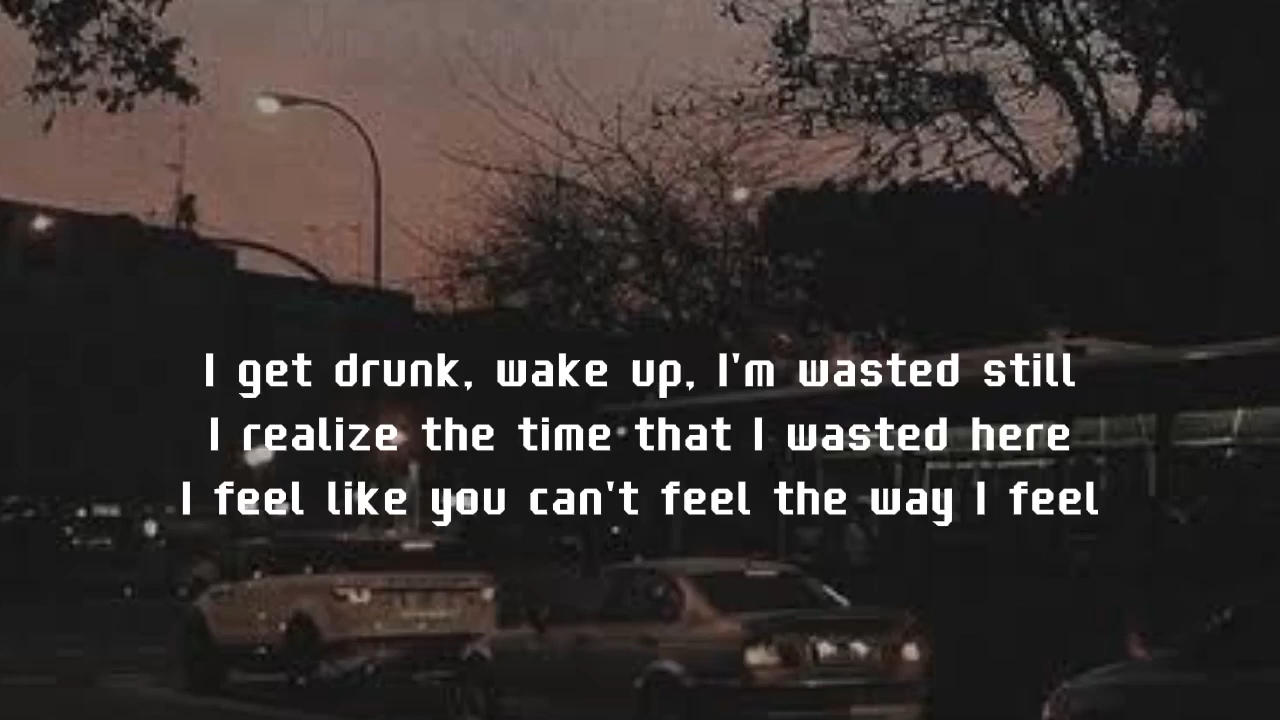 I get drunk, wake up, I'm wasted still
I realize the time that I wasted here
I feel like you can't feel the way I feel